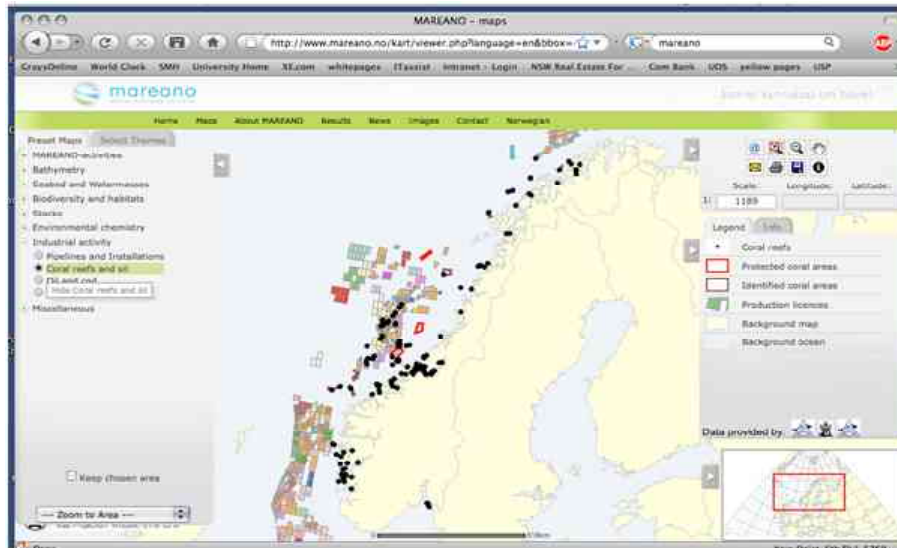 MAREANO – maps
http://www.mareano.no/kart/viewer.php?language=en&bbox=
mareano
GraysOnline World Clock SMH University Home XE.com whitepages ITassist Intranet - Login NSW Real Estate For ... Com Bank UOS yellow pages USP
mareano
Home Maps About MAREANO Results News Images Contact Norwegian
Preset Maps Select Themes
MAREANO-activities
Bathymetry
Seabed and Watermasses
Biodiversity and habitats
Stocks
Environmental chemistry
Industrial activity
Pipelines and Installations
Coral reefs and oil
Oil and cod
Hide Coral reefs and oil
Miscellaneous
Keep chosen area
--- Zoom to Area ---
Scale: Longitude: Latitude:
1: 1189
Legend Info
Coral reefs
Protected coral areas
Identified coral areas
Production licences
Background map
Background ocean
Data provided by:
Done